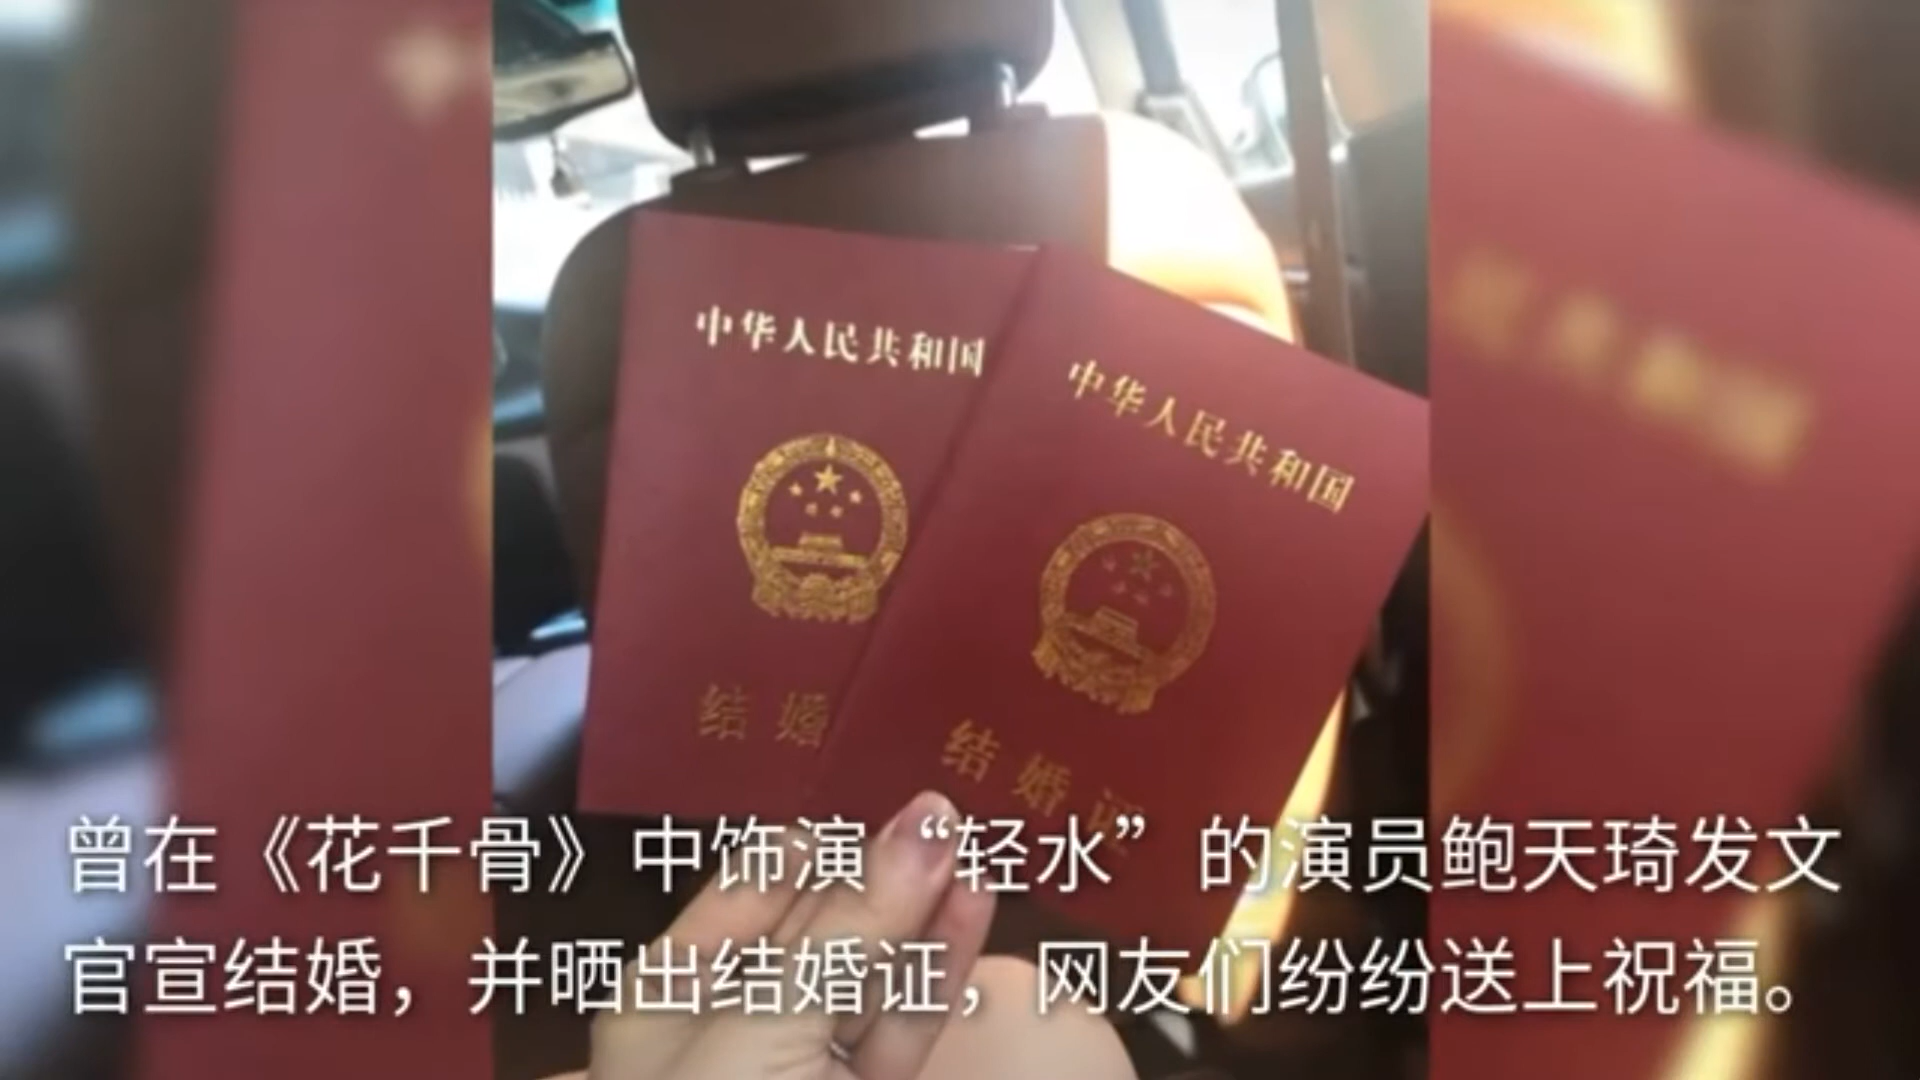 中华人民共和国
结婚
中华人民共和国
结婚证
曾在《花千骨》中饰演“轻水”的演员鲍天琦发文
官宣结婚，并晒出结婚证，网友们纷纷送上祝福。